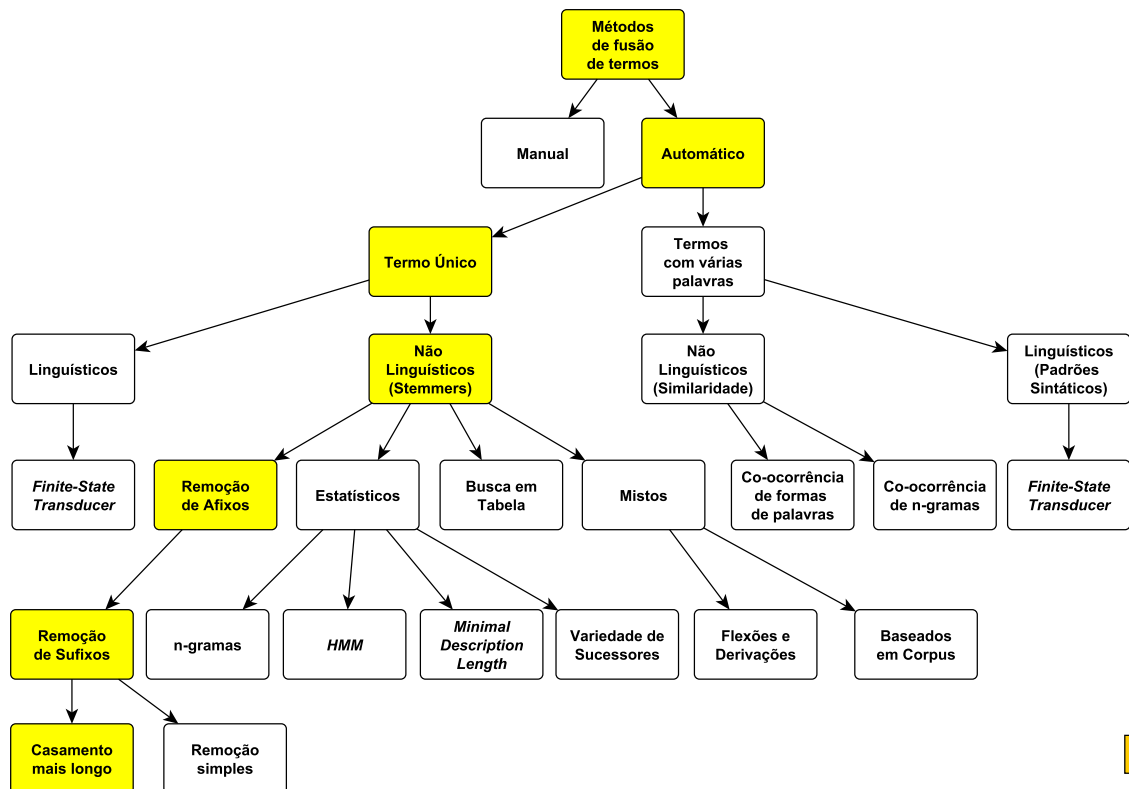 Métodos
de fusão
de termos
Manual
Automático
Termo Único
Termos
com várias
palavras
Linguísticos
Não
Linguísticos
(Stemmers)
Não
Linguísticos
(Similaridade)
Linguísticos
(Padrões
Sintáticos)
Finite-State
Transducer
Remoção
de Afixos
Estatísticos
Busca em
Tabela
Mistos
Co-ocorrência
de formas
de palavras
Co-ocorrência
de n-gramas
Finite-State
Transducer
Remoção
de Sufixos
n-gramas
HMM
Minimal
Description
Length
Variedade de
Sucessores
Flexões e
Derivações
Baseados
em Corpus
Casamento
mais longo
Remoção
simples